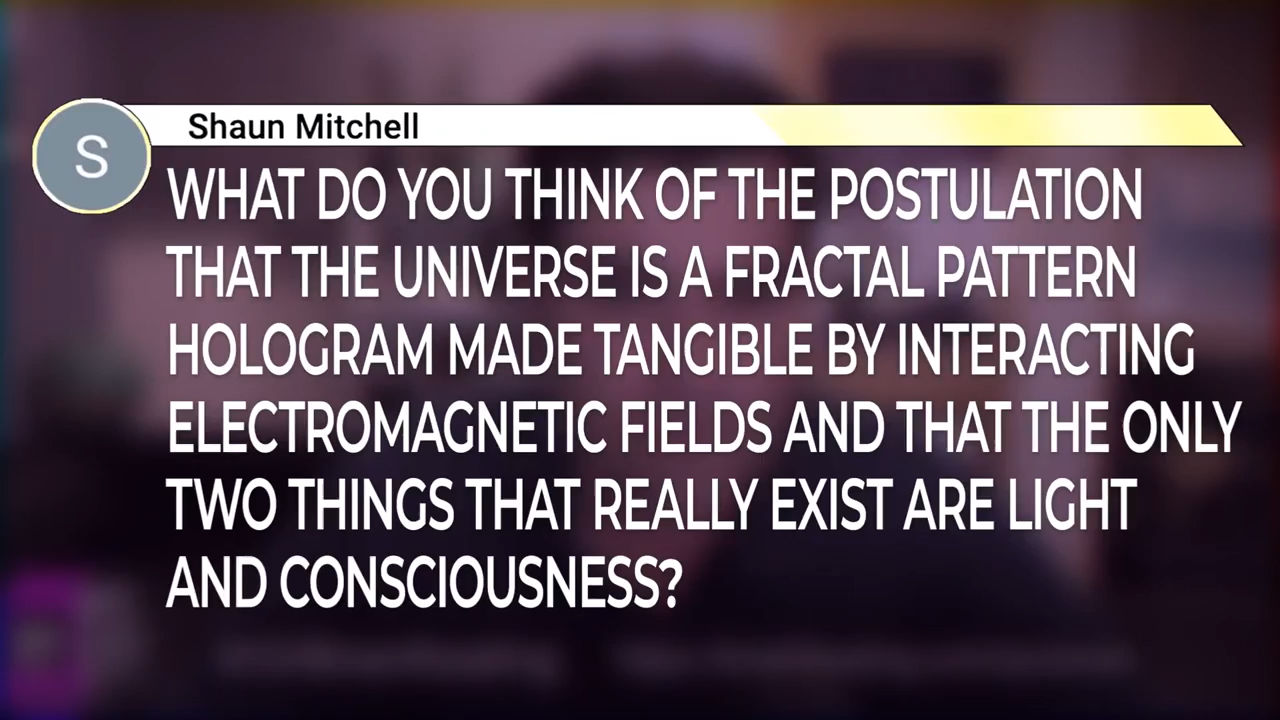 S
Shaun Mitchell
WHAT DO YOU THINK OF THE POSTULATION
THAT THE UNIVERSE IS A FRACTAL PATTERN
HOLOGRAM MADE TANGIBLE BY INTERACTING
ELECTROMAGNETIC FIELDS AND THAT THE ONLY
TWO THINGS THAT REALLY EXIST ARE LIGHT
AND CONSCIOUSNESS?